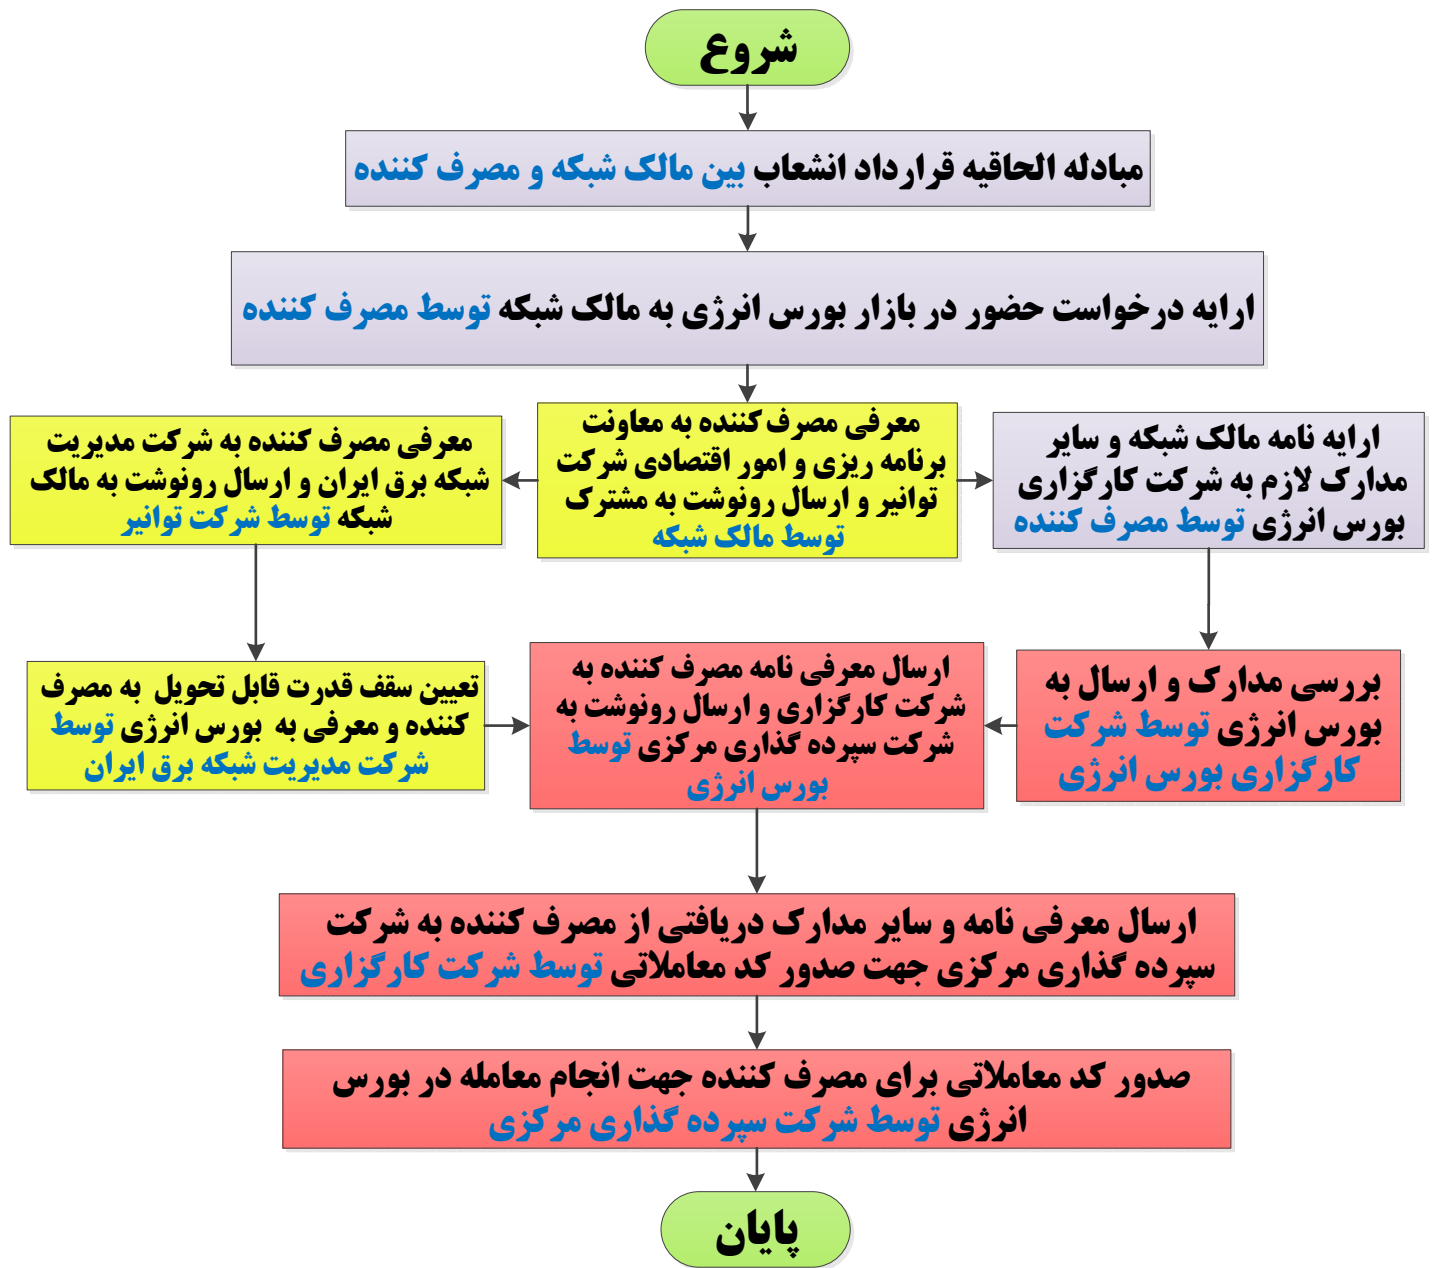 شروع
مبادله الحاقیه قرارداد انشعاب بین مالک شبکه و مصرف کننده
ارایه درخواست حضور در بازار بورس انرژی به مالک شبکه توسط مصرف کننده
ارایه نامه مالک شبکه و سایر
مدارک لازم به شرکت کارگزاری
بورس انرژی توسط مصرف کننده
معرفی مصرف کننده به معاونت
برنامه ریزی و امور اقتصادی شرکت
توانیر و ارسال رونوشت به مشترک
توسط مالک شبکه
معرفی مصرف کننده به شرکت مدیریت
شبکه برق ایران و ارسال رونوشت به مالک
شبکه توسط شرکت توانیر
بررسی مدارک و ارسال به
بورس انرژی توسط شرکت
کارگزاری بورس انرژی
ارسال معرفی نامه مصرف کننده به
شرکت کارگزاری و ارسال رونوشت به
شرکت سپرده گذاری مرکزی توسط
بورس انرژی
تعیین سقف قدرت قابل تحویل به مصرف
کننده و معرفی به بورس انرژی توسط
شرکت مدیریت شبکه برق ایران
ارسال معرفی نامه و سایر مدارک دریافتی از مصرف کننده به شرکت
سپرده گذاری مرکزی جهت صدور کد معاملاتی توسط شرکت کارگزاری
صدور کد معاملاتی برای مصرف کننده جهت انجام معامله در بورس
انرژی توسط شرکت سپرده گذاری مرکزی
پایان